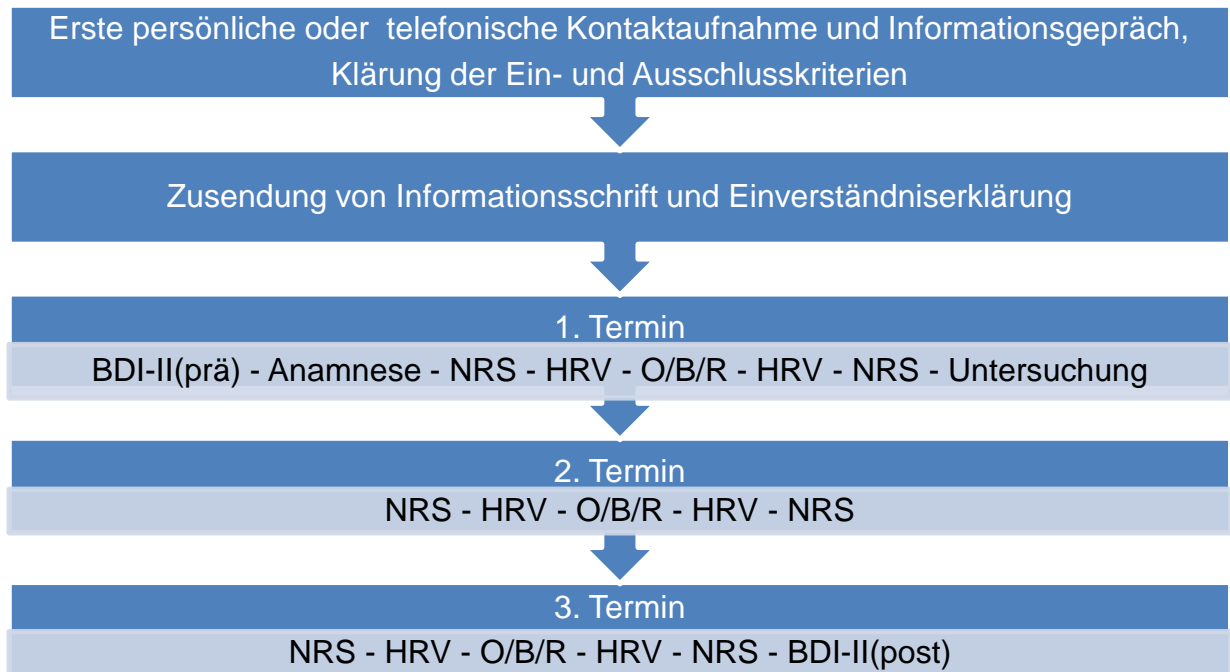 Erste persönliche oder telefonische Kontaktaufnahme und Informationsgepräch,
Klärung der Ein- und Ausschlusskriterien
Zusendung von Informationsschrift und Einverständniserklärung
1. Termin
BDI-II(prä) - Anamnese - NRS - HRV - O/B/R - HRV - NRS - Untersuchung
2. Termin
NRS - HRV - O/B/R - HRV - NRS
3. Termin
NRS - HRV - O/B/R - HRV - NRS - BDI-II(post)